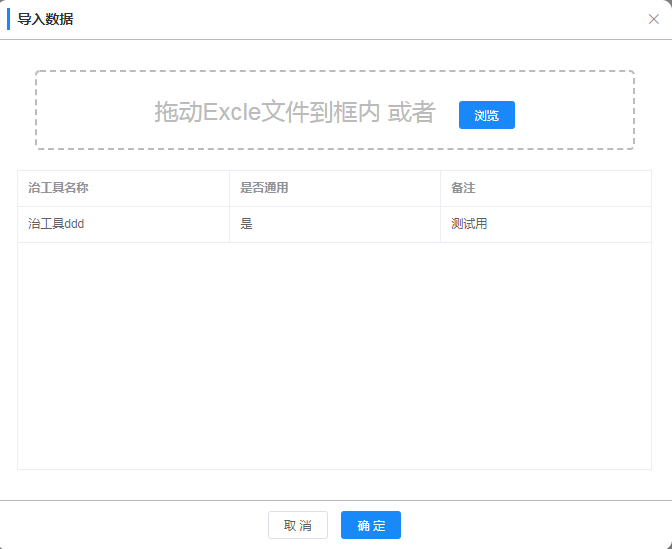 导入数据
拖动Excle文件到框内 或者 浏览
治工具名称 是否通用 备注
治工具ddd 是 测试用
取 消 确 定